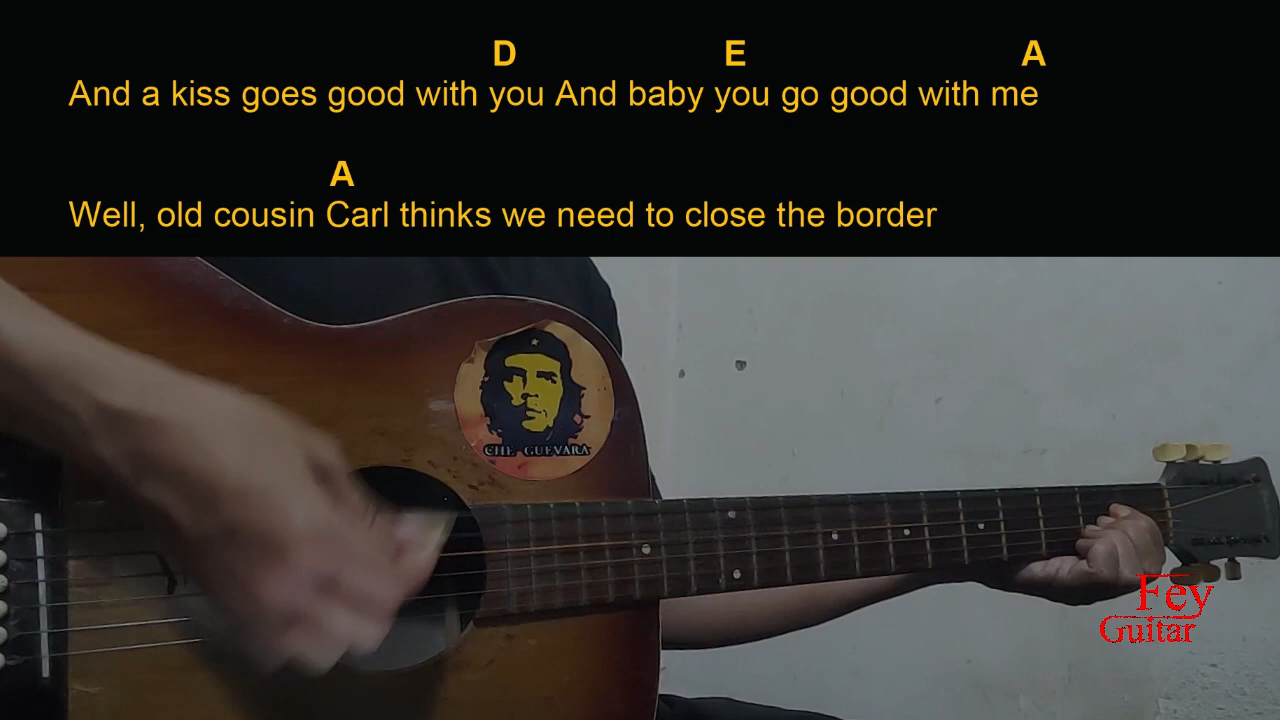 D E A
And a kiss goes good with you And baby you go good with me
A
Well, old cousin Carl thinks we need to close the border
CHE GUEVARA
Fey
Guitar